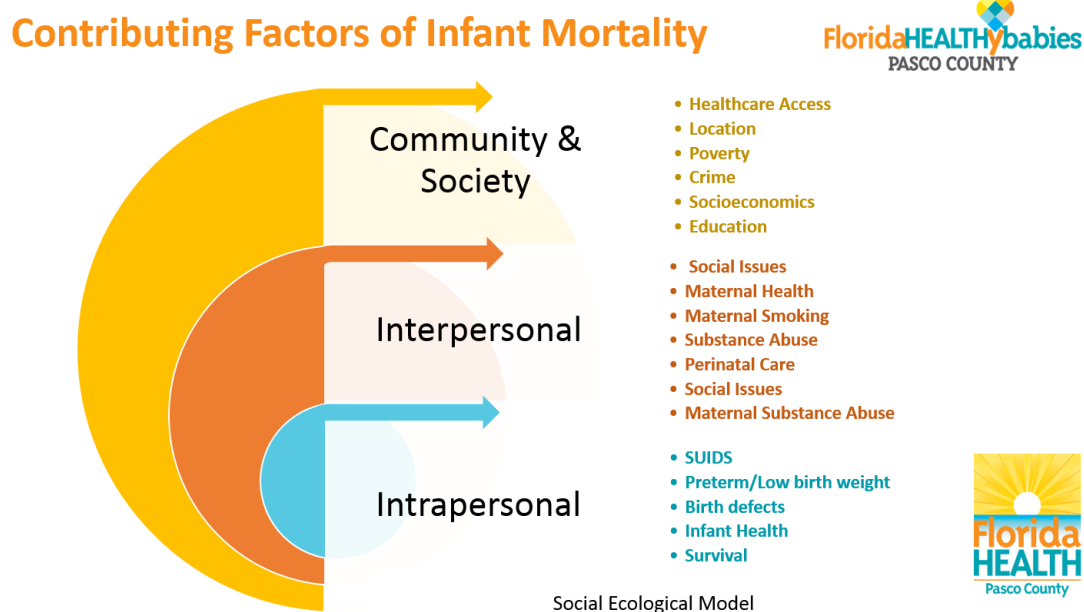 Contributing Factors of Infant Mortality
FloridaHEALTHybabies
PASCO COUNTY
Community &
Society
• Healthcare Access
• Location
• Poverty
• Crime
• Socioeconomics
• Education
Interpersonal
• Social Issues
• Maternal Health
• Maternal Smoking
• Substance Abuse
• Perinatal Care
• Social Issues
• Maternal Substance Abuse
Intrapersonal
• SUIDS
• Preterm/Low birth weight
• Birth defects
• Infant Health
• Survival
Florida
HEALTH
Pasco County
Social Ecological Model